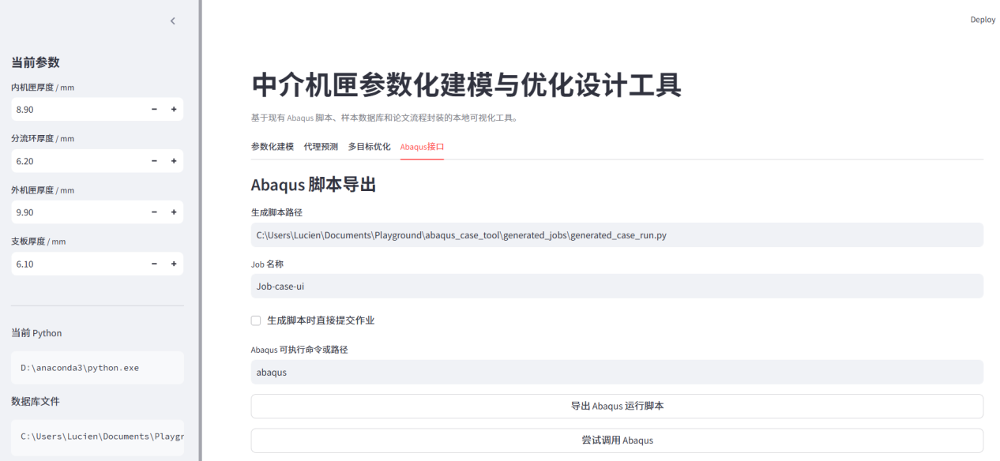 当前参数
内机匣厚度 / mm
8.90
分流环厚度 / mm
6.20
外机匣厚度 / mm
9.90
支板厚度 / mm
6.10
当前 Python
D:\anaconda3\python.exe
数据库文件
C:\Users\Lucien\Documents\Playgr
Deploy
中介机匣参数化建模与优化设计工具
基于现有 Abaqus 脚本、样本数据库和论文流程封装的本地可视化工具。
参数化建模 代理预测 多目标优化 Abaqus接口
Abaqus 脚本导出
生成脚本路径
C:\Users\Lucien\Documents\Playground\abaqus_case_tool\generated_jobs\generated_case_run.py
Job 名称
Job-case-ui
生成脚本时直接提交作业
Abaqus 可执行命令或路径
abaqus
导出 Abaqus 运行脚本
尝试调用 Abaqus